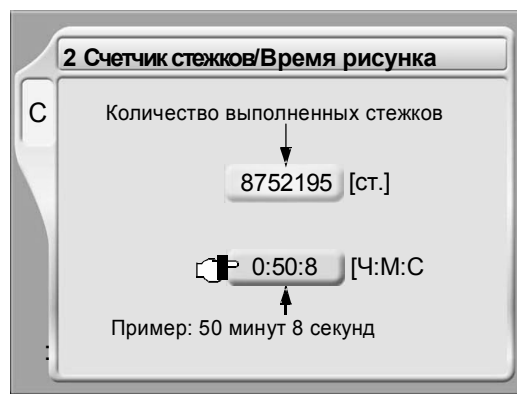 2 Счетчик стежков/Время рисунка
С
Количество выполненных стежков
8752195 [ст.]
0:50:8 [Ч:М:С
Пример: 50 минут 8 секунд
: